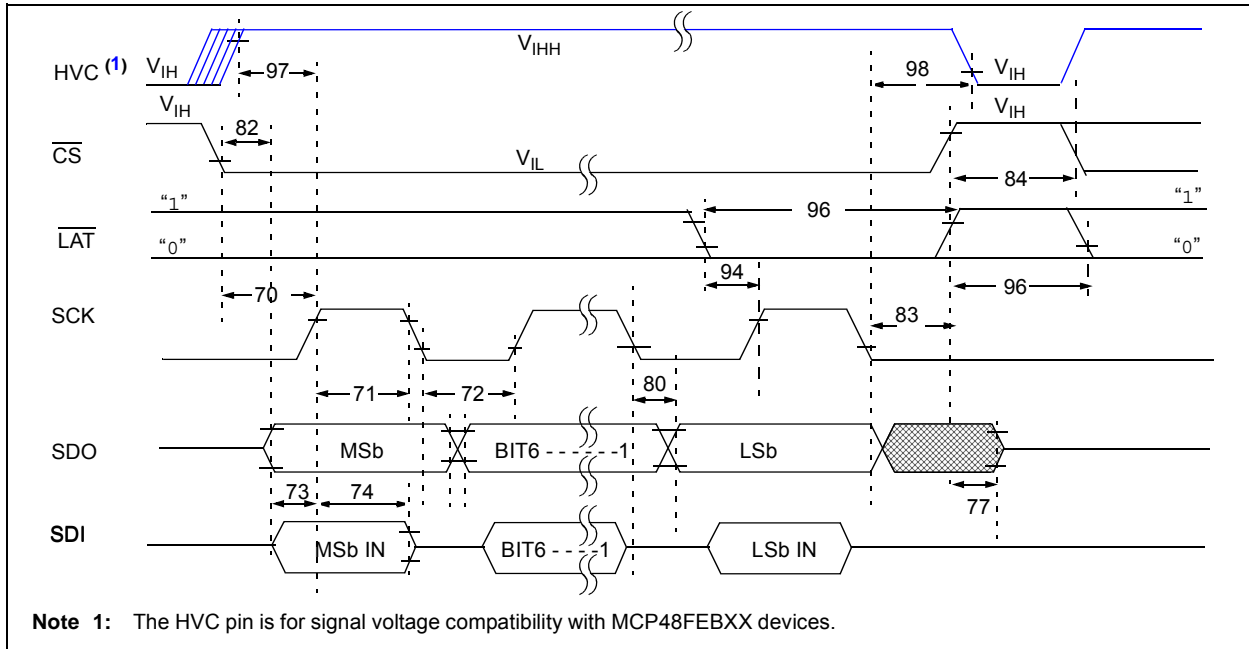 HVC (1) VIH 97 VIHH 98 VIH
VIH 82 VIH
CS VIL 84
"1" 96 "1"
LAT "0" 94 "0"
70 96
SCK 83
71 72 80
SDO MSb BIT6 - - - - - -1 LSb
73 74 77
SDI MSb IN BIT6 - - - - -1 LSb IN
Note 1: The HVC pin is for signal voltage compatibility with MCP48FEBXX devices.